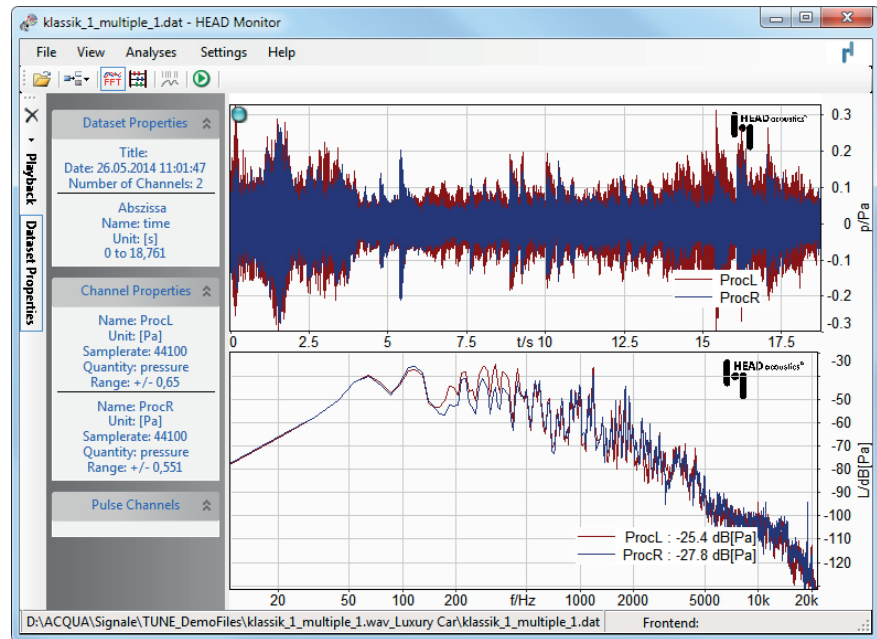 klassik_1_multiple_1.dat - HEAD Monitor
File View Analyses Settings Help
FFT
Playback
Dataset Properties
Dataset Properties
Title:
Date: 26.05.2014 11:01:47
Number of Channels: 2
Abszissa
Name: time
Unit: [s]
0 to 18,761
Channel Properties
Name: ProcL
Unit: [Pa]
Samplerate: 44100
Quantity: pressure
Range: +/- 0,65
Name: ProcR
Unit: [Pa]
Samplerate: 44100
Quantity: pressure
Range: +/- 0,551
Pulse Channels
HEAD acoustics®
0.3
0.2
0.1
0
-0.1
-0.2
-0.3
p/Pa
ProcL
ProcR
0 2.5 5 7.5 t/s 10 12.5 15 17.5
HEAD acoustics®
-30
-50
-60
-70
-80
-90
-100
-120
L/dB[Pa]
ProcL : -25.4 dB[Pa]
ProcR : -27.8 dB[Pa]
20 50 100 200 f/Hz 1000 2000 5000 10k 20k
D:\ACQUA\Signale\TUNE_DemoFiles\klassik_1_multiple_1.wav_Luxury Car\klassik_1_multiple_1.dat Frontend: